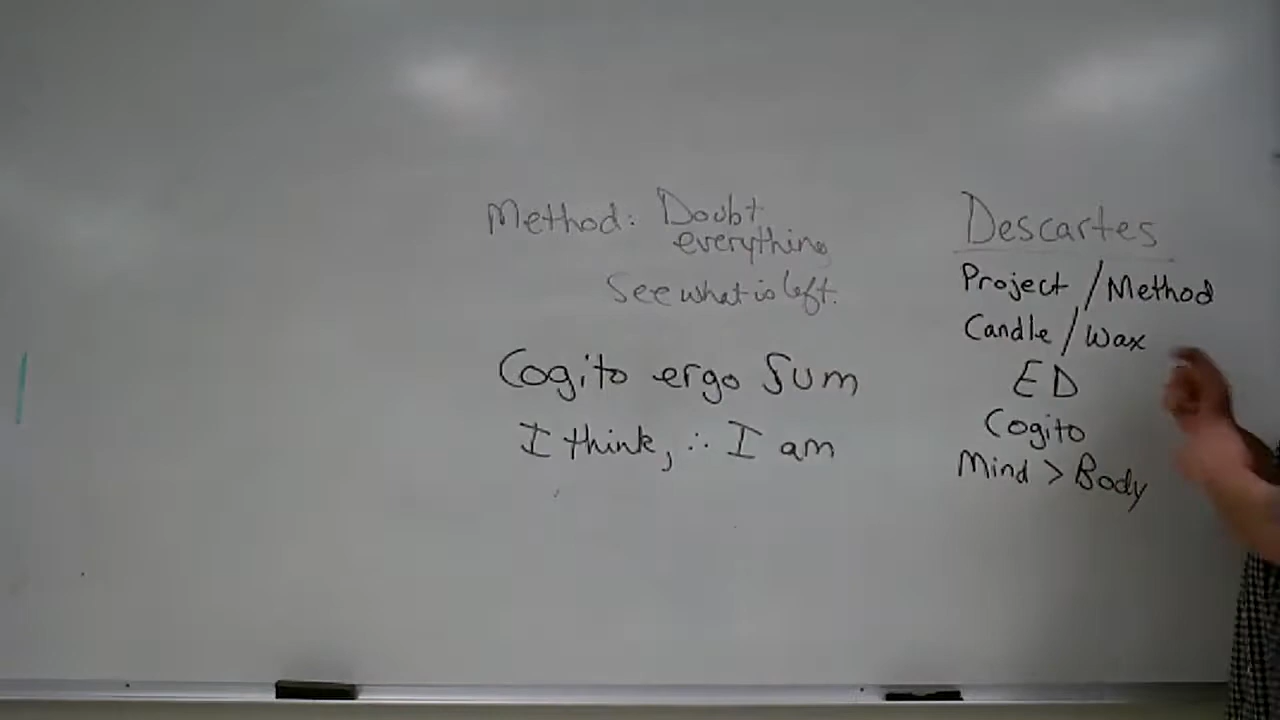 Method: Doubt
everything
See what is left.
Cogito ergo Sum
I think, ∴ I am
Descartes
Project / Method
Candle / Wax
ED
Cogito
Mind > Body